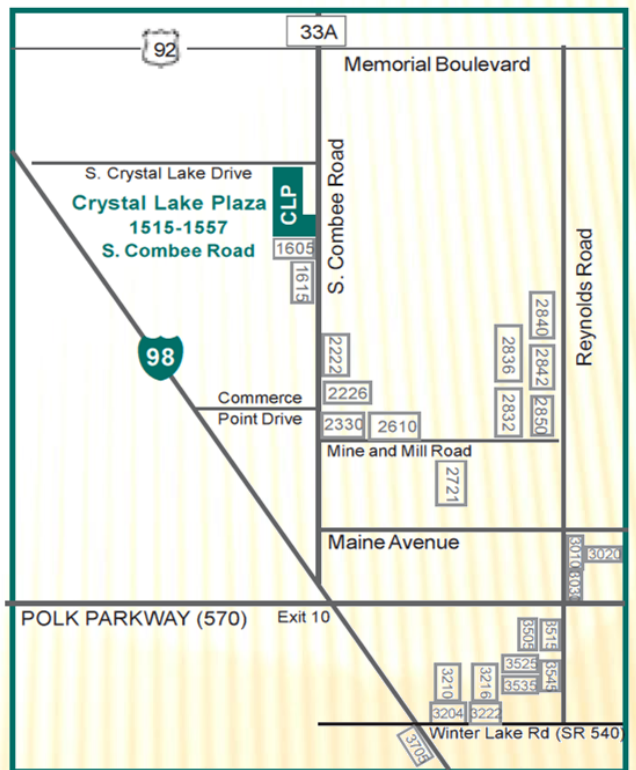 33A
92
Memorial Boulevard
S. Crystal Lake Drive
Crystal Lake Plaza
1515-1557
S. Combee Road
CLP
1605
1615
S. Combee Road
Reynolds Road
98
2222
2226
2836
2840
2842
2832
2850
Commerce
Point Drive
2330
2610
Mine and Mill Road
2721
Maine Avenue
3010
3020
POLK PARKWAY (570)
Exit 10
3505
3515
3525
3535
3545
3210
3216
3204
3222
Winter Lake Rd (SR 540)
3705